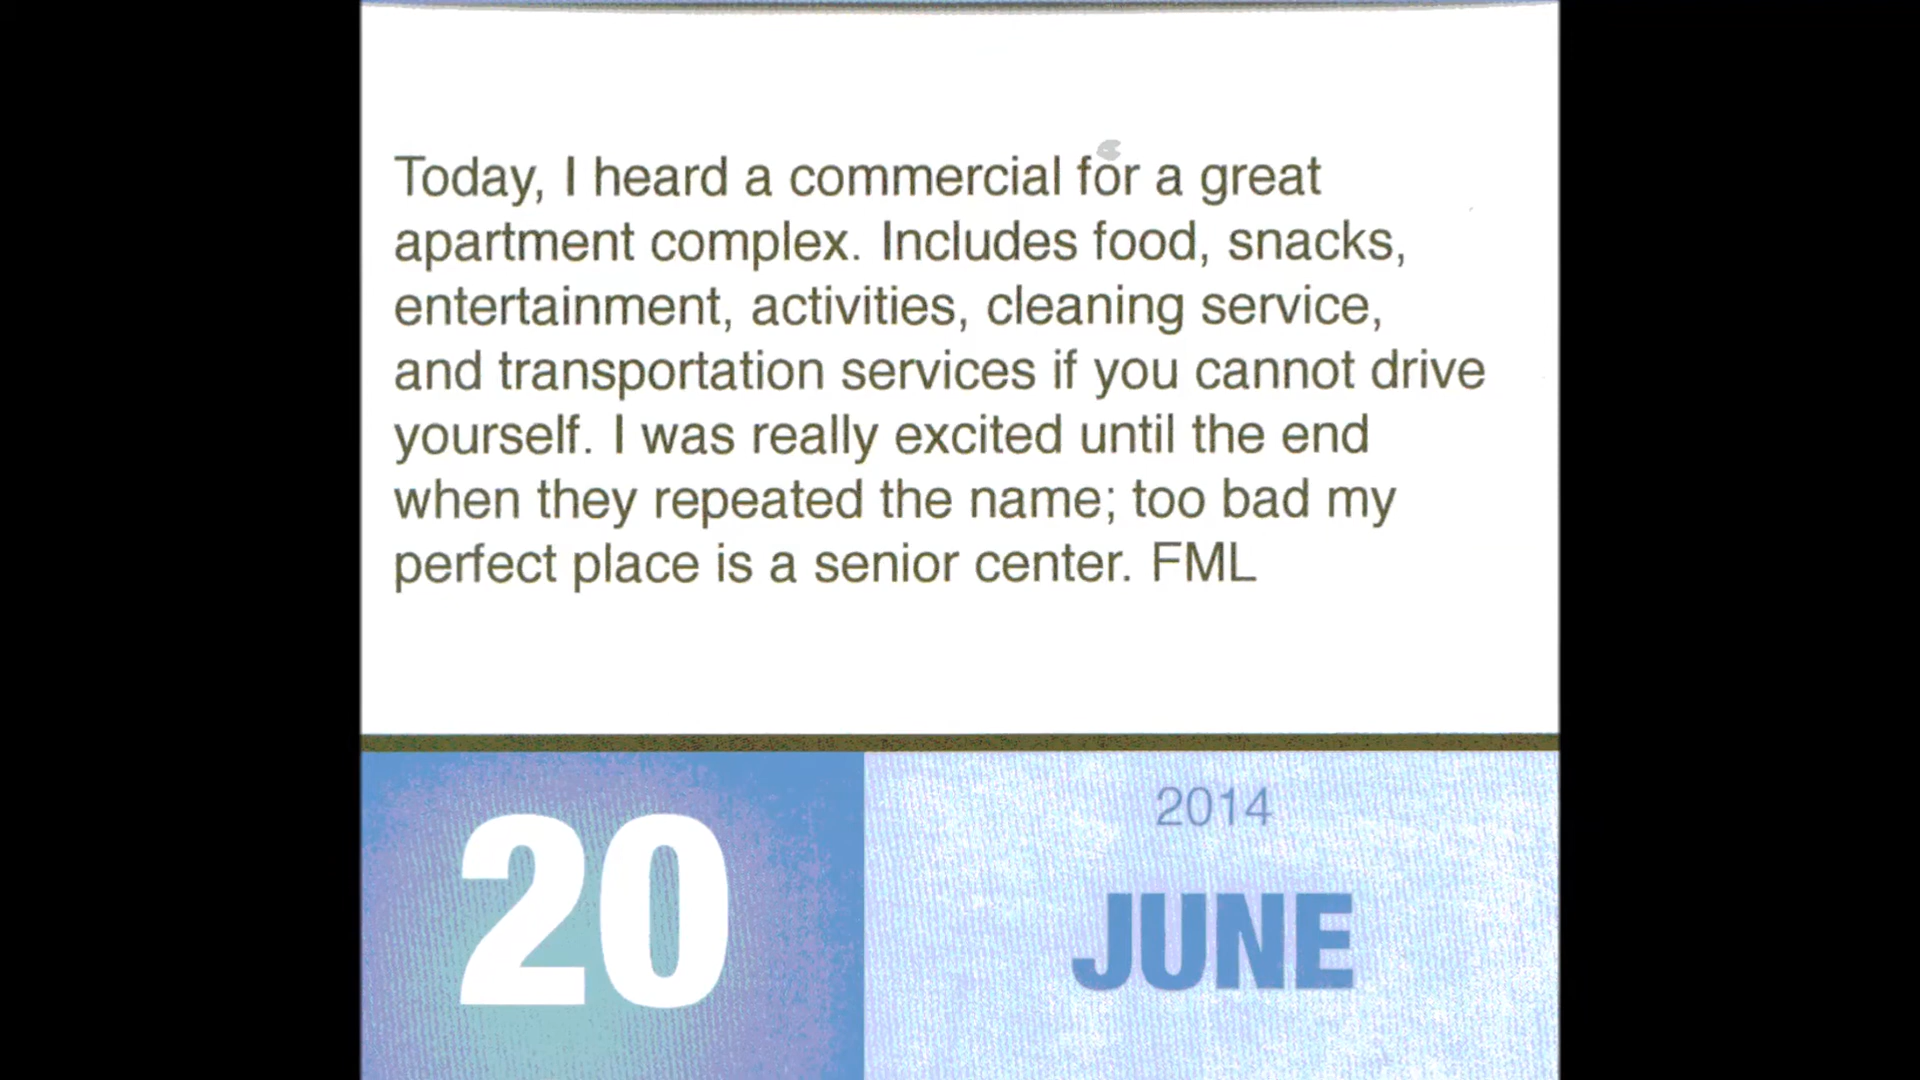 Today, I heard a commercial for a great
apartment complex. Includes food, snacks,
entertainment, activities, cleaning service,
and transportation services if you cannot drive
yourself. I was really excited until the end
when they repeated the name; too bad my
perfect place is a senior center. FML
20
2014
JUNE